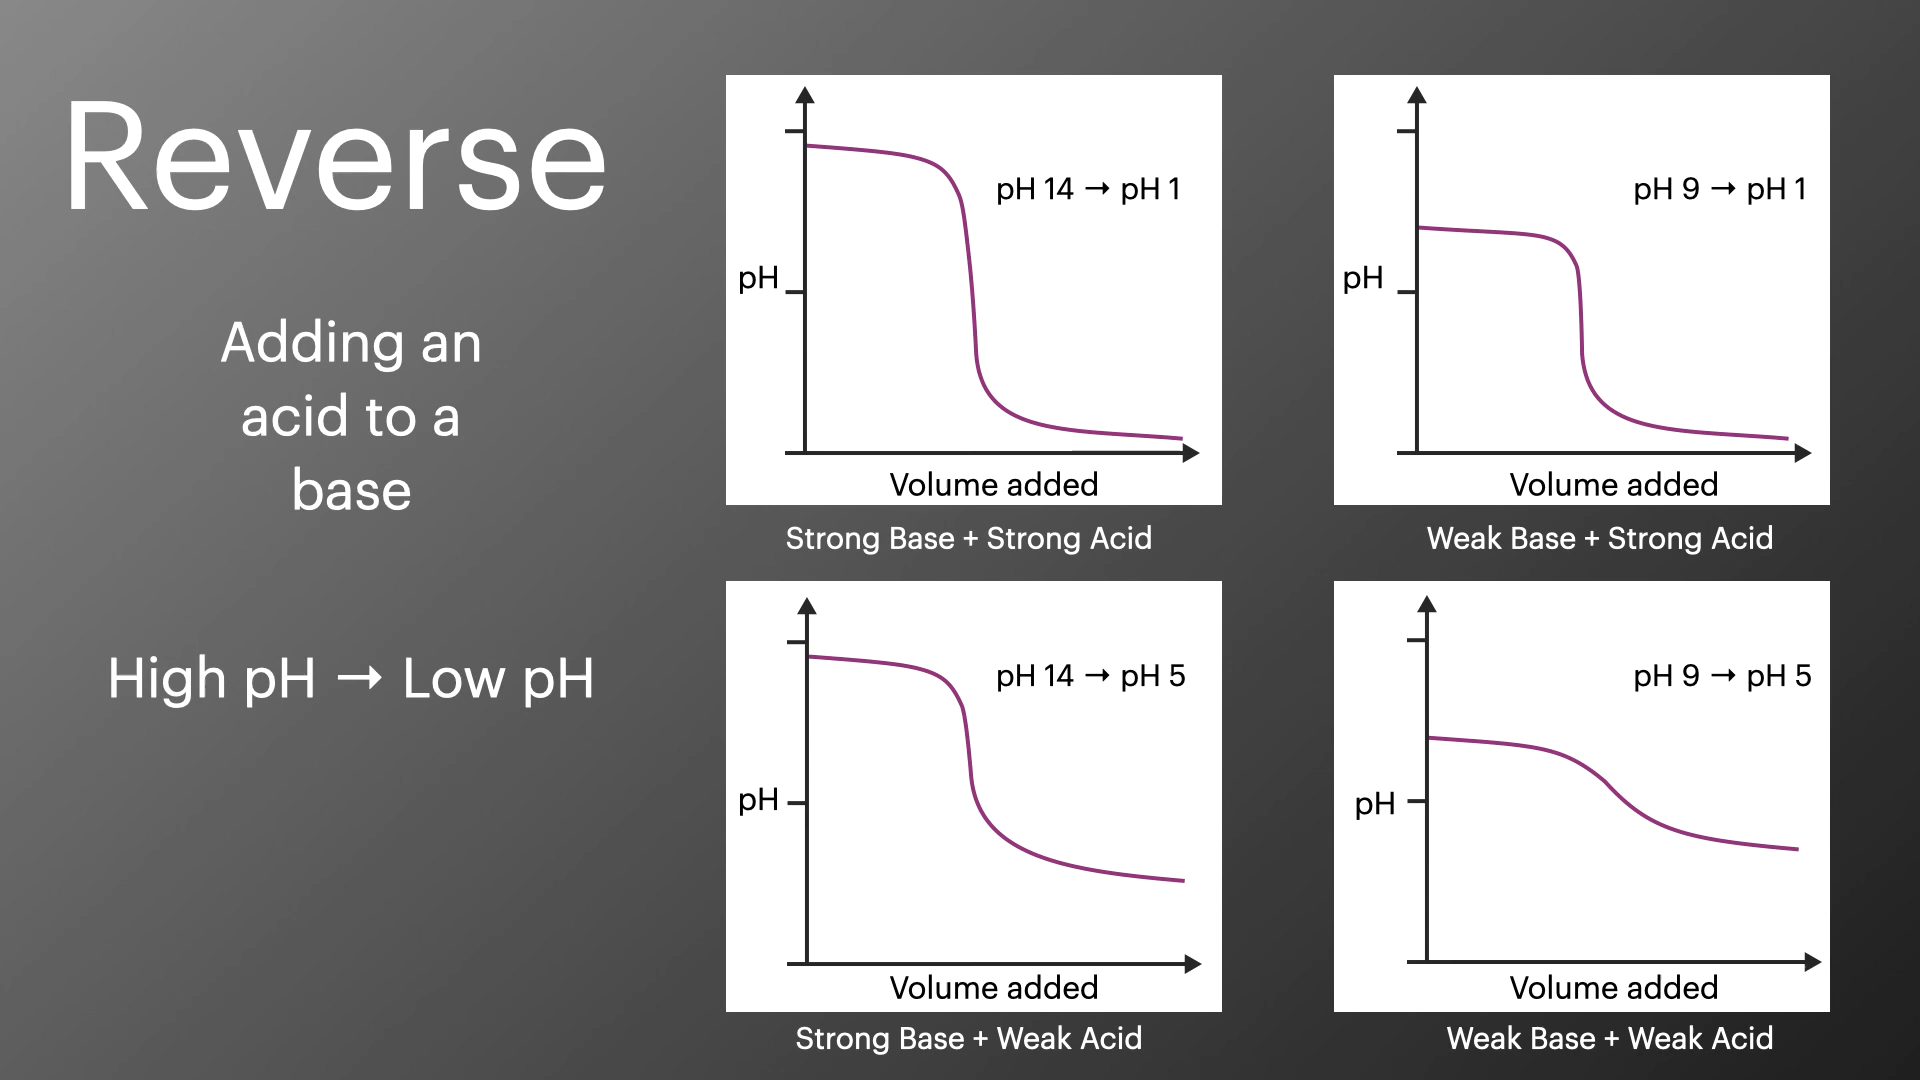 Reverse
Adding an
acid to a
base
High pH → Low pH
pH 14 → pH 1
pH
Volume added
Strong Base + Strong Acid
pH 9 → pH 1
pH
Volume added
Weak Base + Strong Acid
pH 14 → pH 5
pH
Volume added
Strong Base + Weak Acid
pH 9 → pH 5
pH
Volume added
Weak Base + Weak Acid